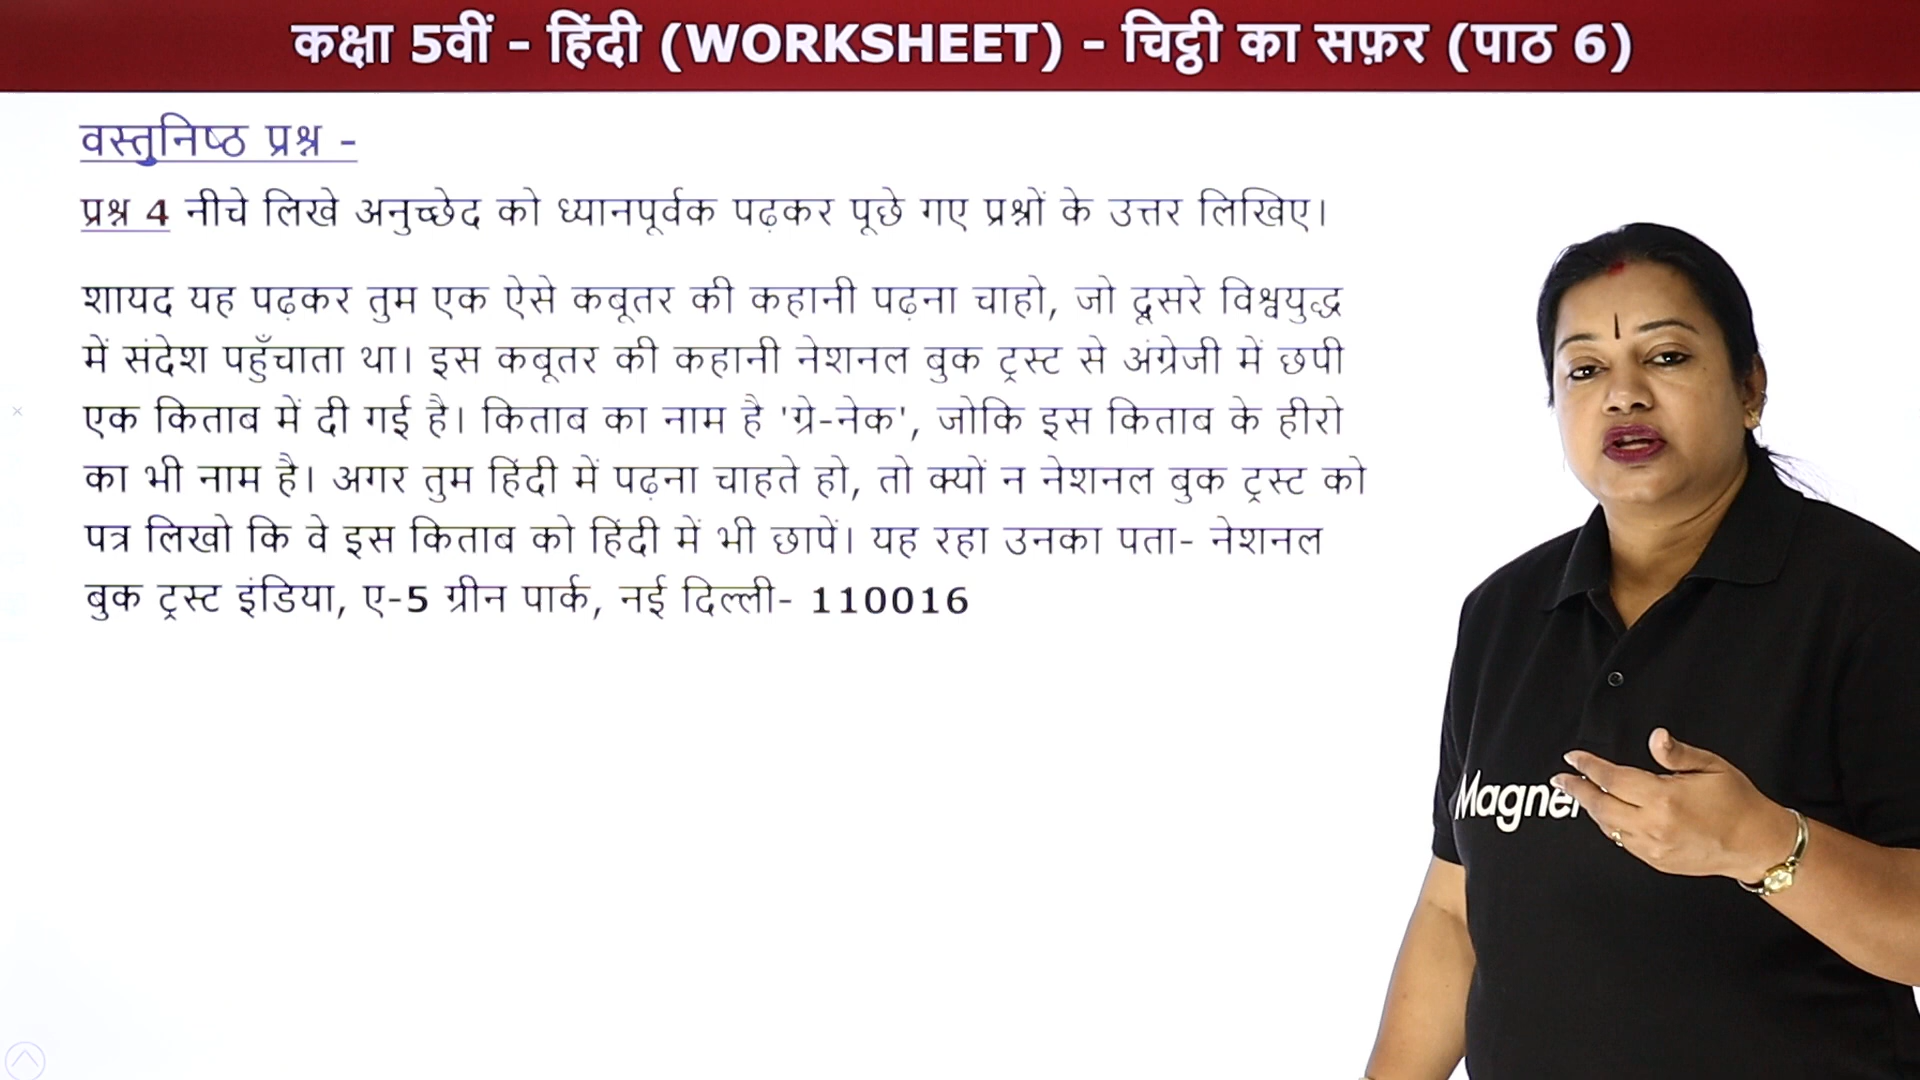 कक्षा 5वीं - हिंदी (WORKSHEET) - चिट्ठी का सफ़र (पाठ 6)
वस्तुनिष्ठ प्रश्न -
प्रश्न 4 नीचे लिखे अनुच्छेद को ध्यानपूर्वक पढ़कर पूछे गए प्रश्नों के उत्तर लिखिए।
शायद यह पढ़कर तुम एक ऐसे कबूतर की कहानी पढ़ना चाहो, जो दूसरे विश्वयुद्ध
में संदेश पहुँचाता था। इस कबूतर की कहानी नेशनल बुक ट्रस्ट से अंग्रेजी में छपी
एक किताब में दी गई है। किताब का नाम है 'ग्रे-नेक', जोकि इस किताब के हीरो
का भी नाम है। अगर तुम हिंदी में पढ़ना चाहते हो, तो क्यों न नेशनल बुक ट्रस्ट को
पत्र लिखो कि वे इस किताब को हिंदी में भी छापें। यह रहा उनका पता- नेशनल
बुक ट्रस्ट इंडिया, ए-5 ग्रीन पार्क, नई दिल्ली- 110016